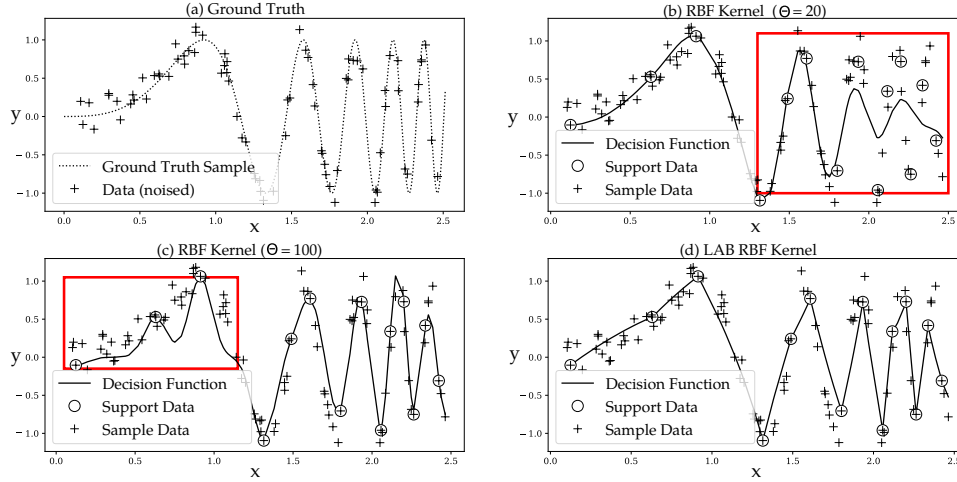 (a) Ground Truth
1.0
0.5
y
0.0
−0.5
−1.0
Ground Truth Sample
Data (noised)
0.0 0.5 1.0 1.5 2.0 2.5
x
(b) RBF Kernel (Θ = 20)
1.0
0.5
y
0.0
−0.5
−1.0
Decision Function
Support Data
Sample Data
0.0 0.5 1.0 1.5 2.0 2.5
x
(c) RBF Kernel (Θ = 100)
1.0
0.5
y
0.0
−0.5
−1.0
Decision Function
Support Data
Sample Data
0.0 0.5 1.0 1.5 2.0 2.5
x
(d) LAB RBF Kernel
1.0
0.5
y
0.0
−0.5
−1.0
Decision Function
Support Data
Sample Data
0.0 0.5 1.0 1.5 2.0 2.5
x